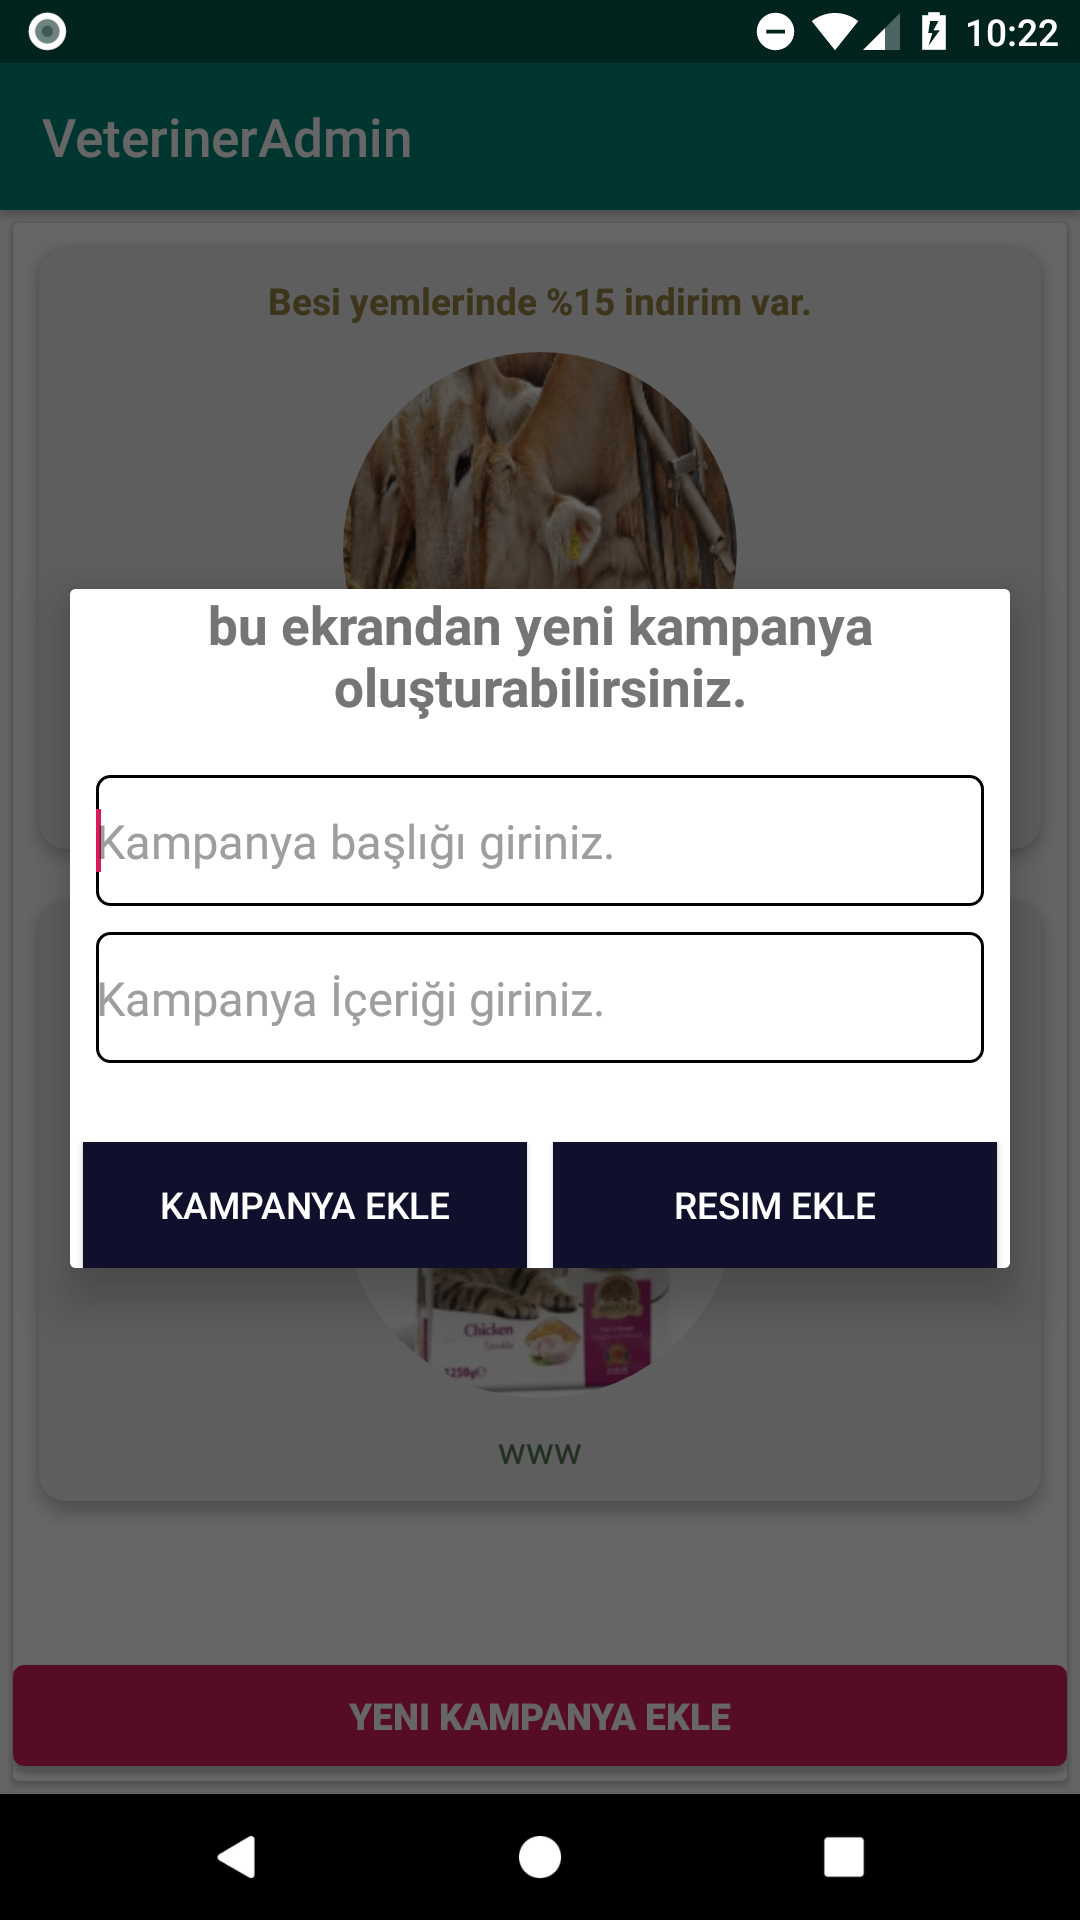 10:22
VeterinerAdmin
Besi yemlerinde %15 indirim var.
bu ekrandan yeni kampanya
oluşturabilirsiniz.
Kampanya başlığı giriniz.
Kampanya İçeriği giriniz.
KAMPANYA EKLE
RESIM EKLE
Chicken
1250g
www
YENI KAMPANYA EKLE